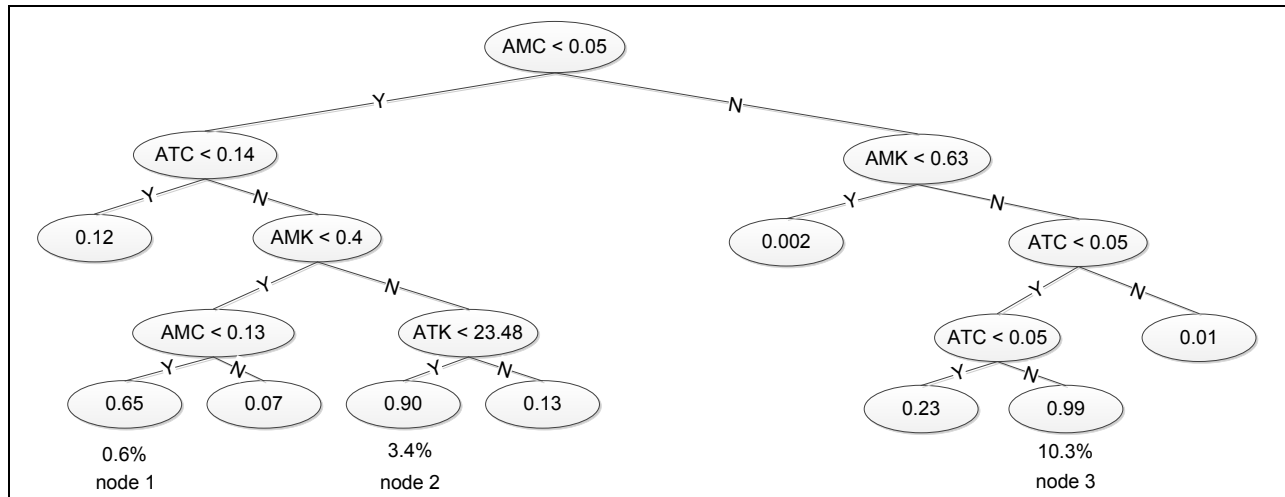 AMC < 0.05
Y
N
ATC < 0.14
AMK < 0.63
Y
N
Y
N
0.12
AMK < 0.4
0.002
ATC < 0.05
Y
N
Y
N
AMC < 0.13
ATK < 23.48
ATC < 0.05
0.01
Y
N
Y
N
Y
N
0.65
0.07
0.90
0.13
0.23
0.99
0.6%
3.4%
10.3%
node 1
node 2
node 3